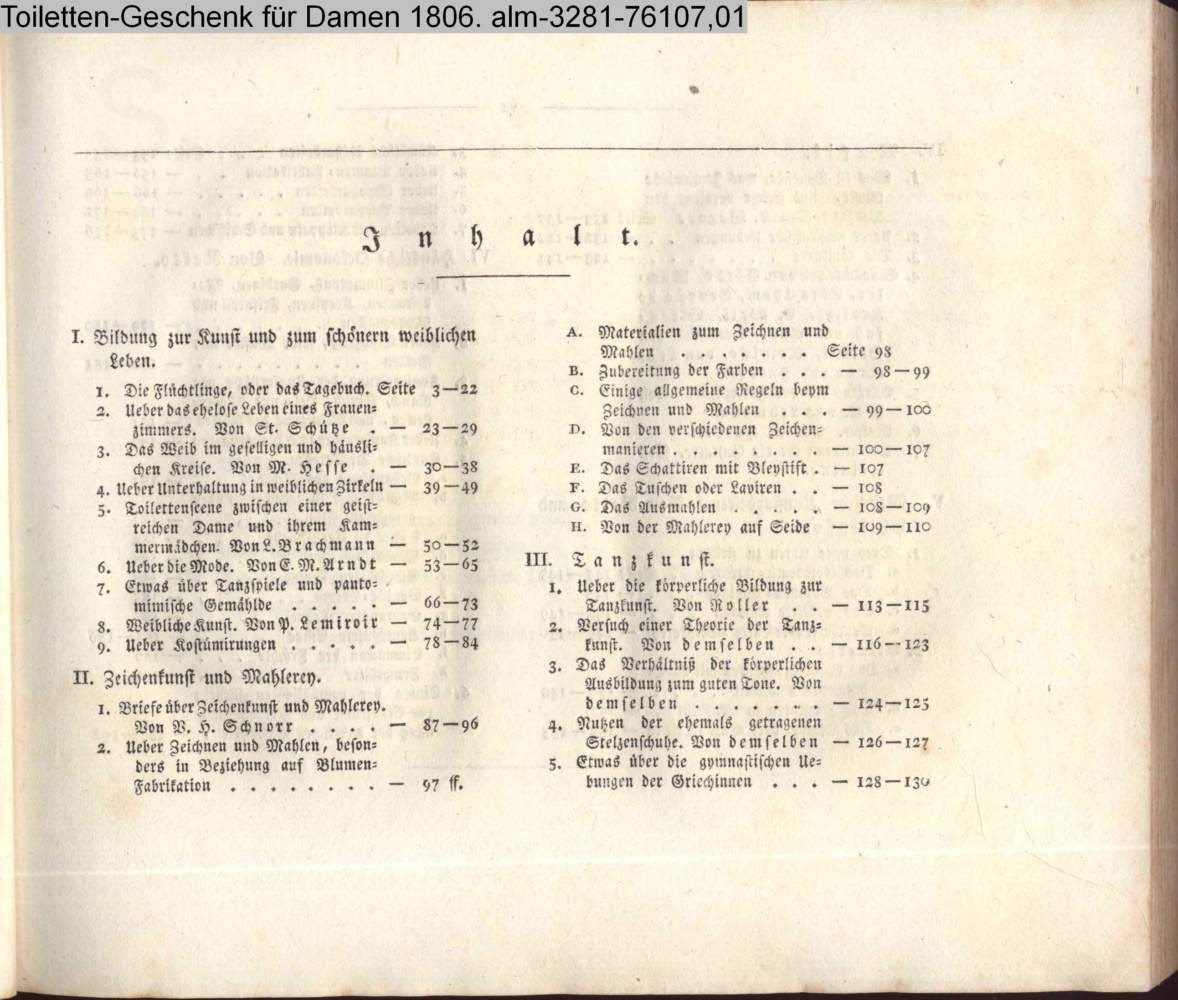 Toiletten-Geschenk für Damen 1806. alm-3281-76107,01
Inhalt.
I. Bildung zur Kunst und zum schönern weiblichen
Leben.
1. Die Flüchtlinge, oder das Tagebuch. Seite 3—22
2. Ueber das ehelose Leben eines Frauen=
zimmers. Von St. Schütze . — 23—29
3. Das Weib im geselligen und häusli=
chen Kreise. Von M. Hesse . — 30—38
4. Ueber Unterhaltung in weiblichen Zirkeln — 39—49
5. Toilettenscene zwischen einer geist=
reichen Dame und ihrem Kam=
mermädchen. Von L. Brachmann — 50—52
6. Ueber die Mode. Von E. M. Arndt — 53—65
7. Etwas über Tanzspiele und panto=
mimische Gemählde . . . . . — 66—73
8. Weibliche Kunst. Von P. Lemiroir — 74—77
9. Ueber Kostümirungen . . . . . — 78—84
II. Zeichenkunst und Mahlerey.
1. Briefe über Zeichenkunst und Mahlerey.
Von V. H. Schnorr . . . . — 87—96
2. Ueber Zeichnen und Mahlen, beson=
ders in Beziehung auf Blumen=
Fabrikation . . . . . . . . — 97 ff.
A. Materialien zum Zeichnen und
Mahlen . . . . . . . Seite 98
B. Zubereitung der Farben . . . — 98—99
C. Einige allgemeine Regeln beym
Zeichnen und Mahlen . . . — 99—100
D. Von den verschiedenen Zeichen=
manieren . . . . . . . . — 100—107
E. Das Schattiren mit Bleystift . — 107
F. Das Tuschen oder Laviren . . — 108
G. Das Ausmahlen . . . . . — 108—109
H. Von der Mahlerey auf Seide — 109—110
III. Tanzkunst.
1. Ueber die körperliche Bildung zur
Tanzkunst. Von Roller . . — 113—115
2. Versuch einer Theorie der Tanz=
kunst. Von demselben . . — 116—123
3. Das Verhältniß der körperlichen
Ausbildung zum guten Tone. Von
demselben . . . . . . . — 124—125
4. Nutzen der ehemals getragenen
Stelzenschuhe. Von demselben — 126—127
5. Etwas über die gymnastischen Ue=
bungen der Griechinnen . . . — 128—130